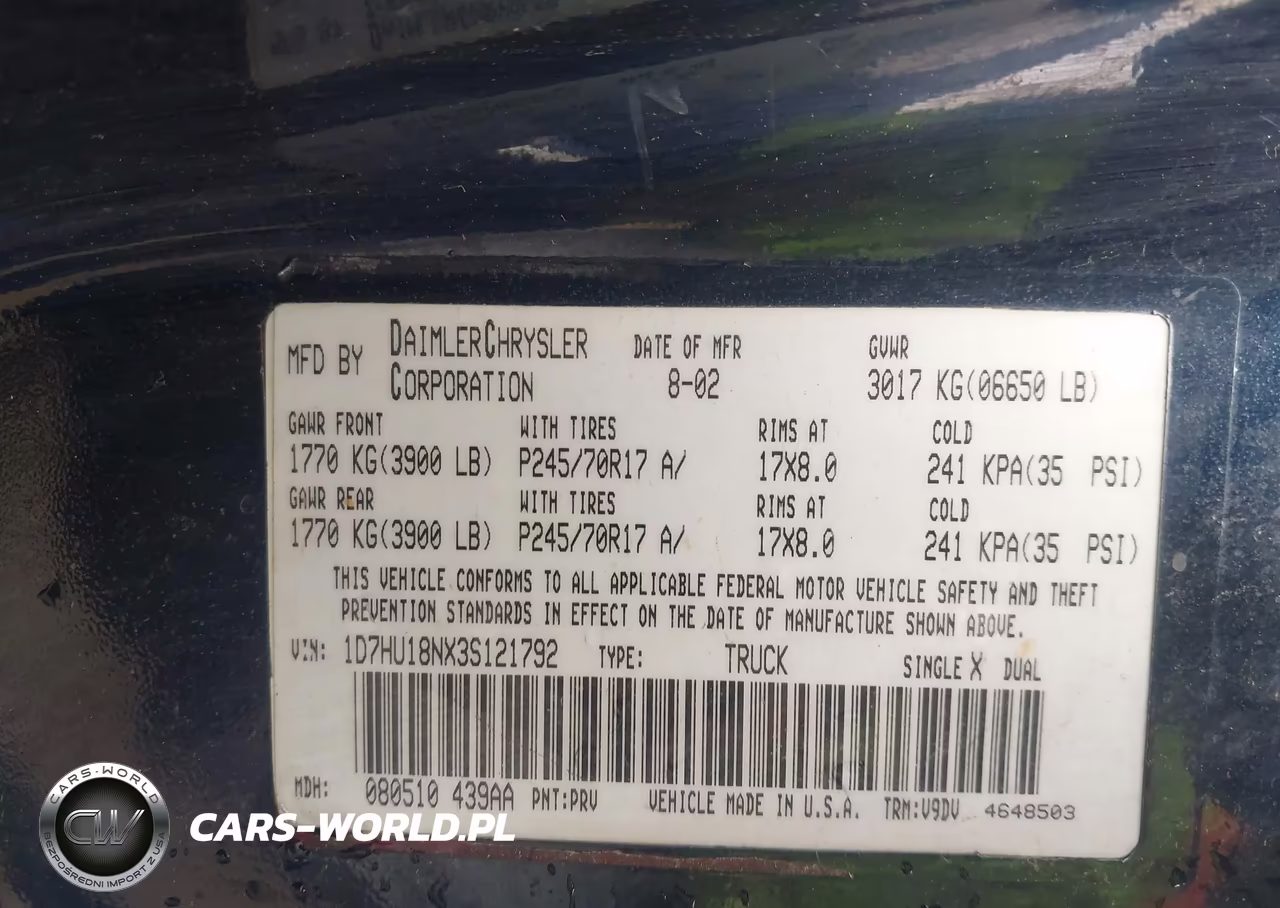 MFD BY DAIMLERCHRYSLER CORPORATION DATE OF MFR 8-02 GVWR 3017 KG(06650 LB)
GAWR FRONT WITH TIRES RIMS AT COLD
1770 KG(3900 LB) P245/70R17 A/ 17X8.0 241 KPA(35 PSI)
GAWR REAR WITH TIRES RIMS AT COLD
1770 KG(3900 LB) P245/70R17 A/ 17X8.0 241 KPA(35 PSI)
THIS VEHICLE CONFORMS TO ALL APPLICABLE FEDERAL MOTOR VEHICLE SAFETY AND THEFT
PREVENTION STANDARDS IN EFFECT ON THE DATE OF MANUFACTURE SHOWN ABOVE.
VIN: 1D7HU18NX3S121792 TYPE: TRUCK SINGLE X DUAL
MDH: 080510 439AA PNT:PRV VEHICLE MADE IN U.S.A. TRM:V9DV 4648503
CARS-WORLD
CW
BEZPOŚREDNI IMPORT Z USA
CARS-WORLD.PL